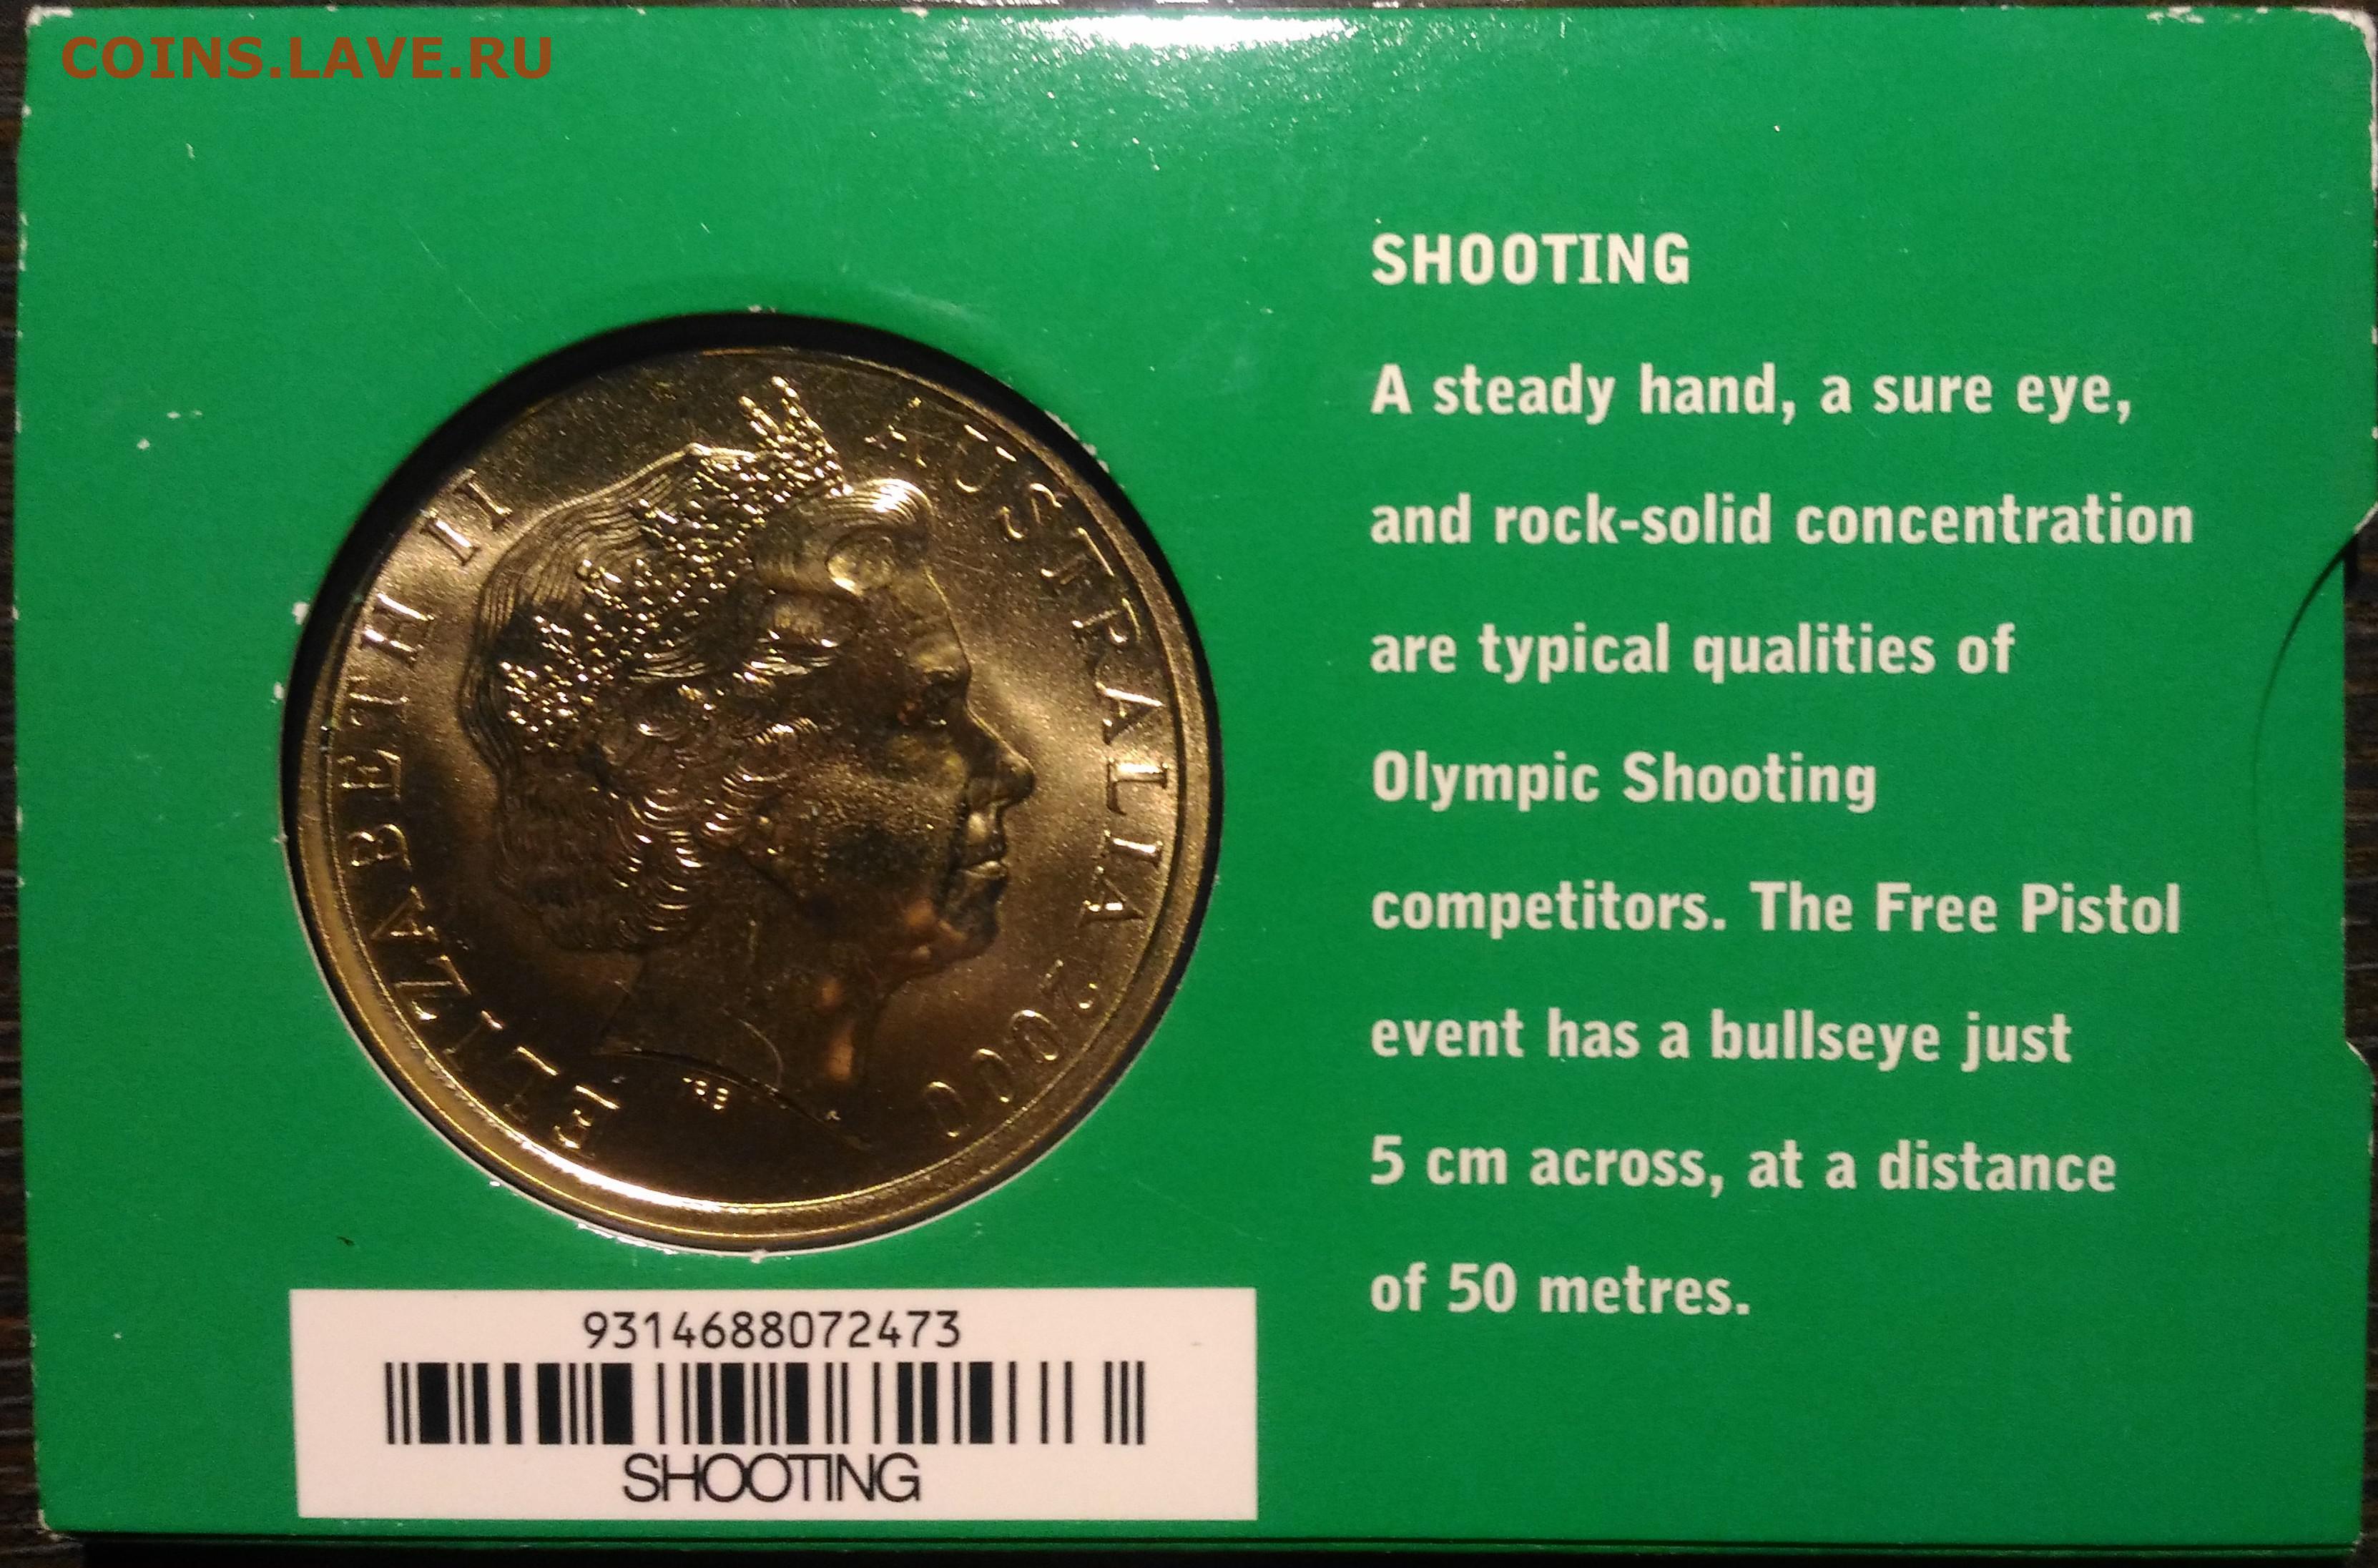 COINS.LAVE.RU
ELIZABETH II
AUSTRALIA 2000
IRB
SHOOTING
A steady hand, a sure eye,
and rock-solid concentration
are typical qualities of
Olympic Shooting
competitors. The Free Pistol
event has a bullseye just
5 cm across, at a distance
of 50 metres.
9314688072473
SHOOTING